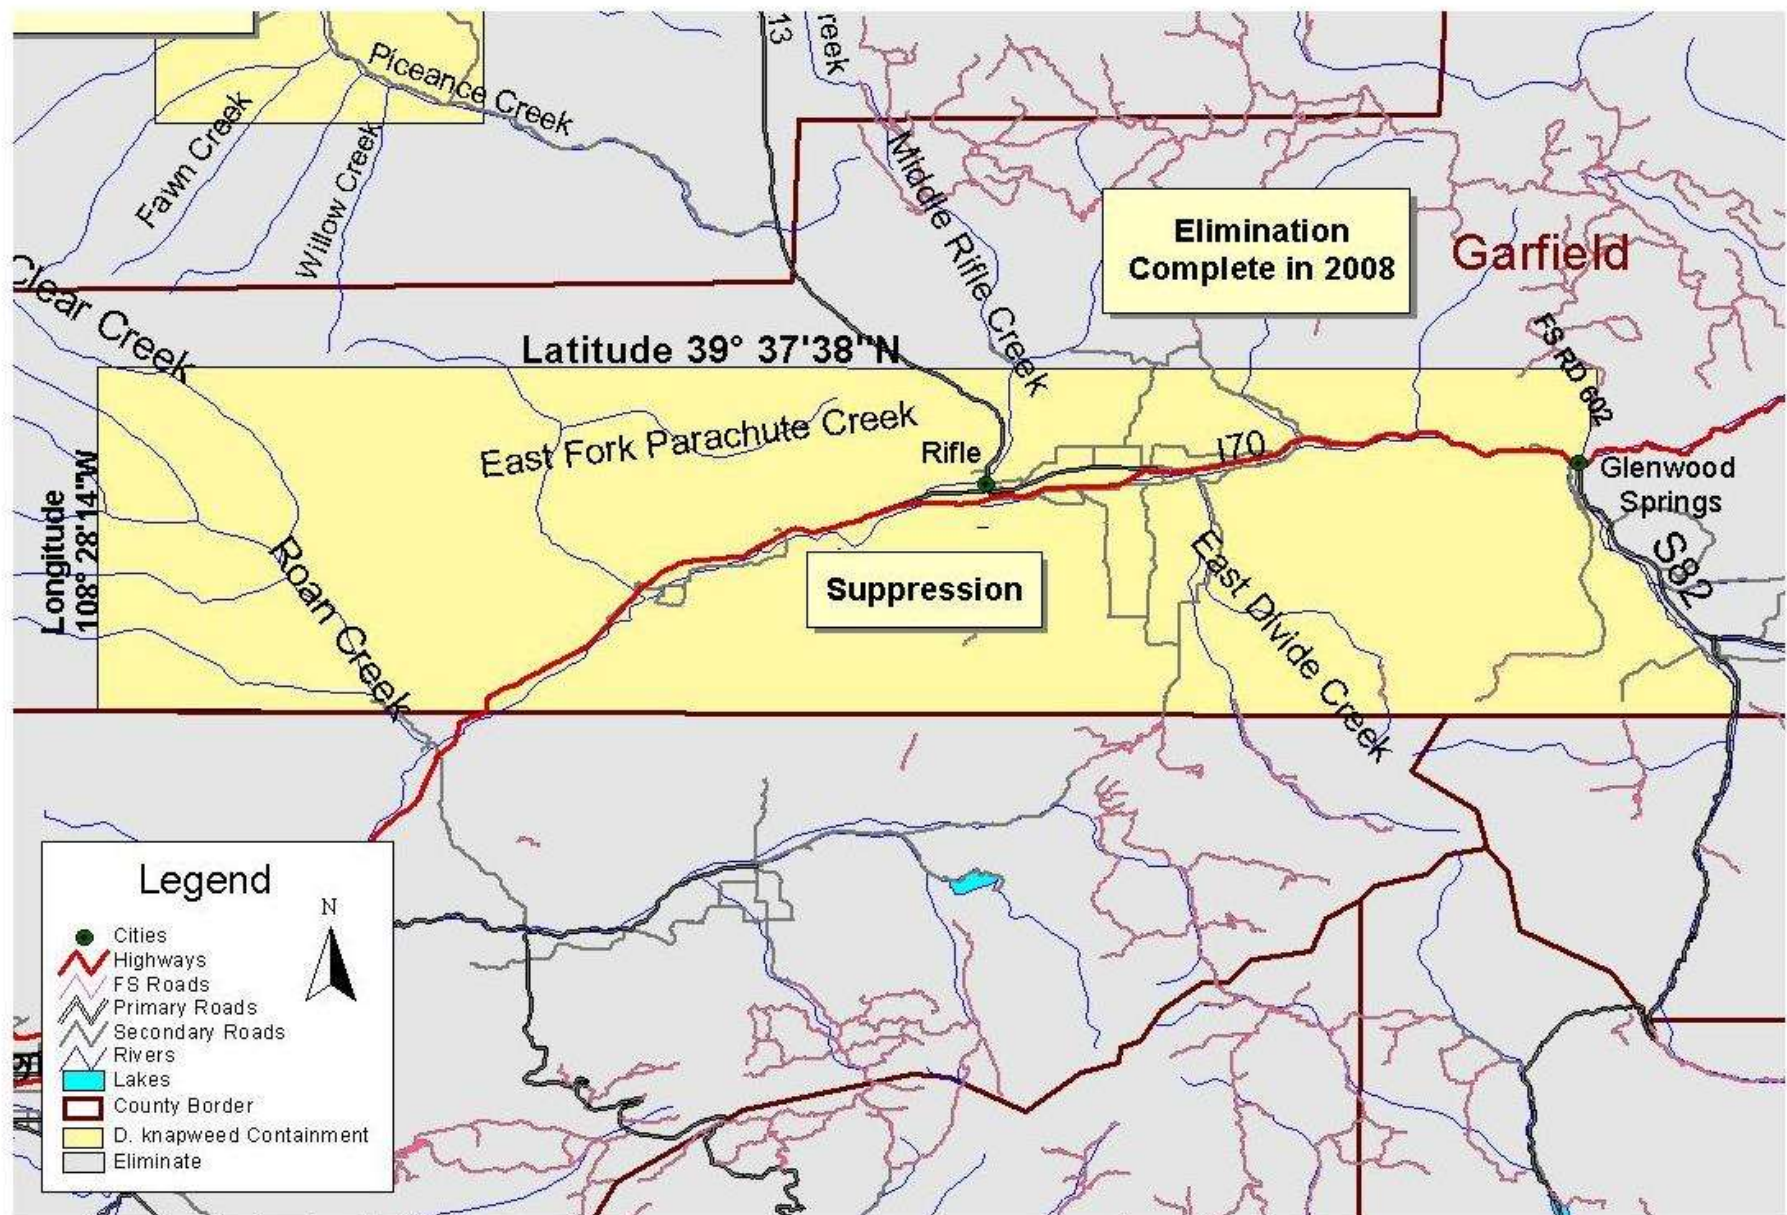 13
reek
Piceance Creek
Fawn Creek
Willow Creek
Middle Rifle Creek
Elimination
Complete in 2008
Garfield
Clear Creek
Latitude 39° 37'38"N
FS RD 602
East Fork Parachute Creek
Rifle
I70
Glenwood
Springs
Longitude
108° 28'14"W
Roan Creek
Suppression
East Divide Creek
S82
Legend
N
Cities
Highways
FS Roads
Primary Roads
Secondary Roads
Rivers
Lakes
County Border
D. knapweed Containment
Eliminate